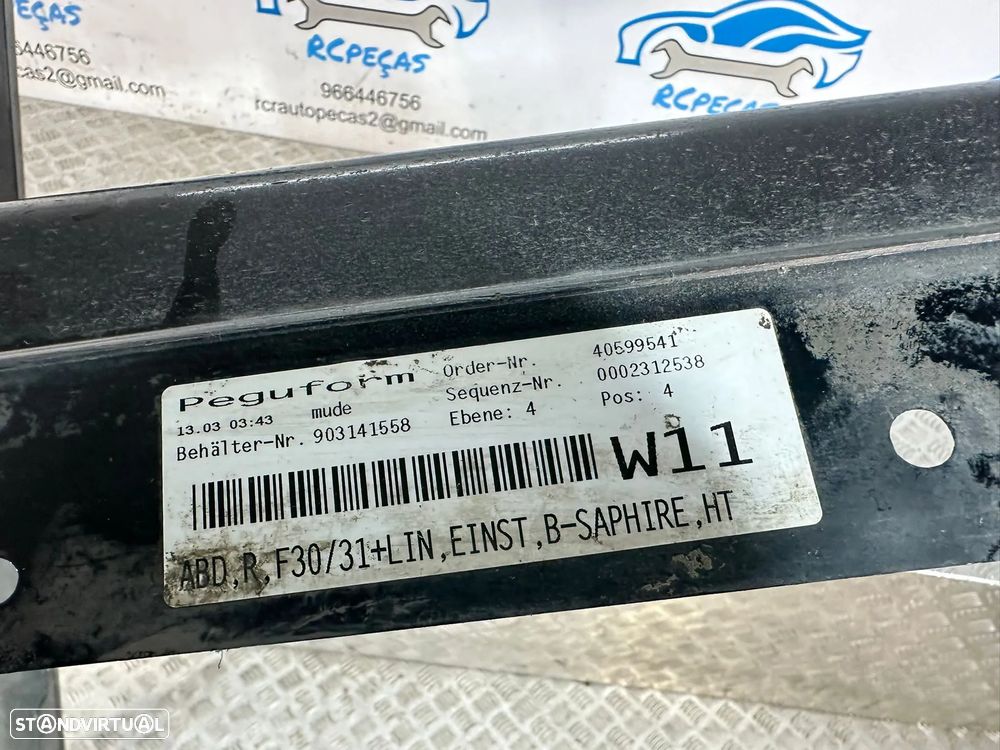 EÇAS
6446756
cas2@gmail.com
RCPEÇAS
966446756
rcrautopecas2@gmail.com
RCPEÇAS
Peguform
Order-Nr. 40599541
13.03 03:43 mude
Sequenz-Nr. 0002312538
Behälter-Nr. 903141558
Ebene: 4 Pos: 4
W11
ABD,R,F30/31+LIN,EINST,B-SAPHIRE,HT
STANDVIRTUAL